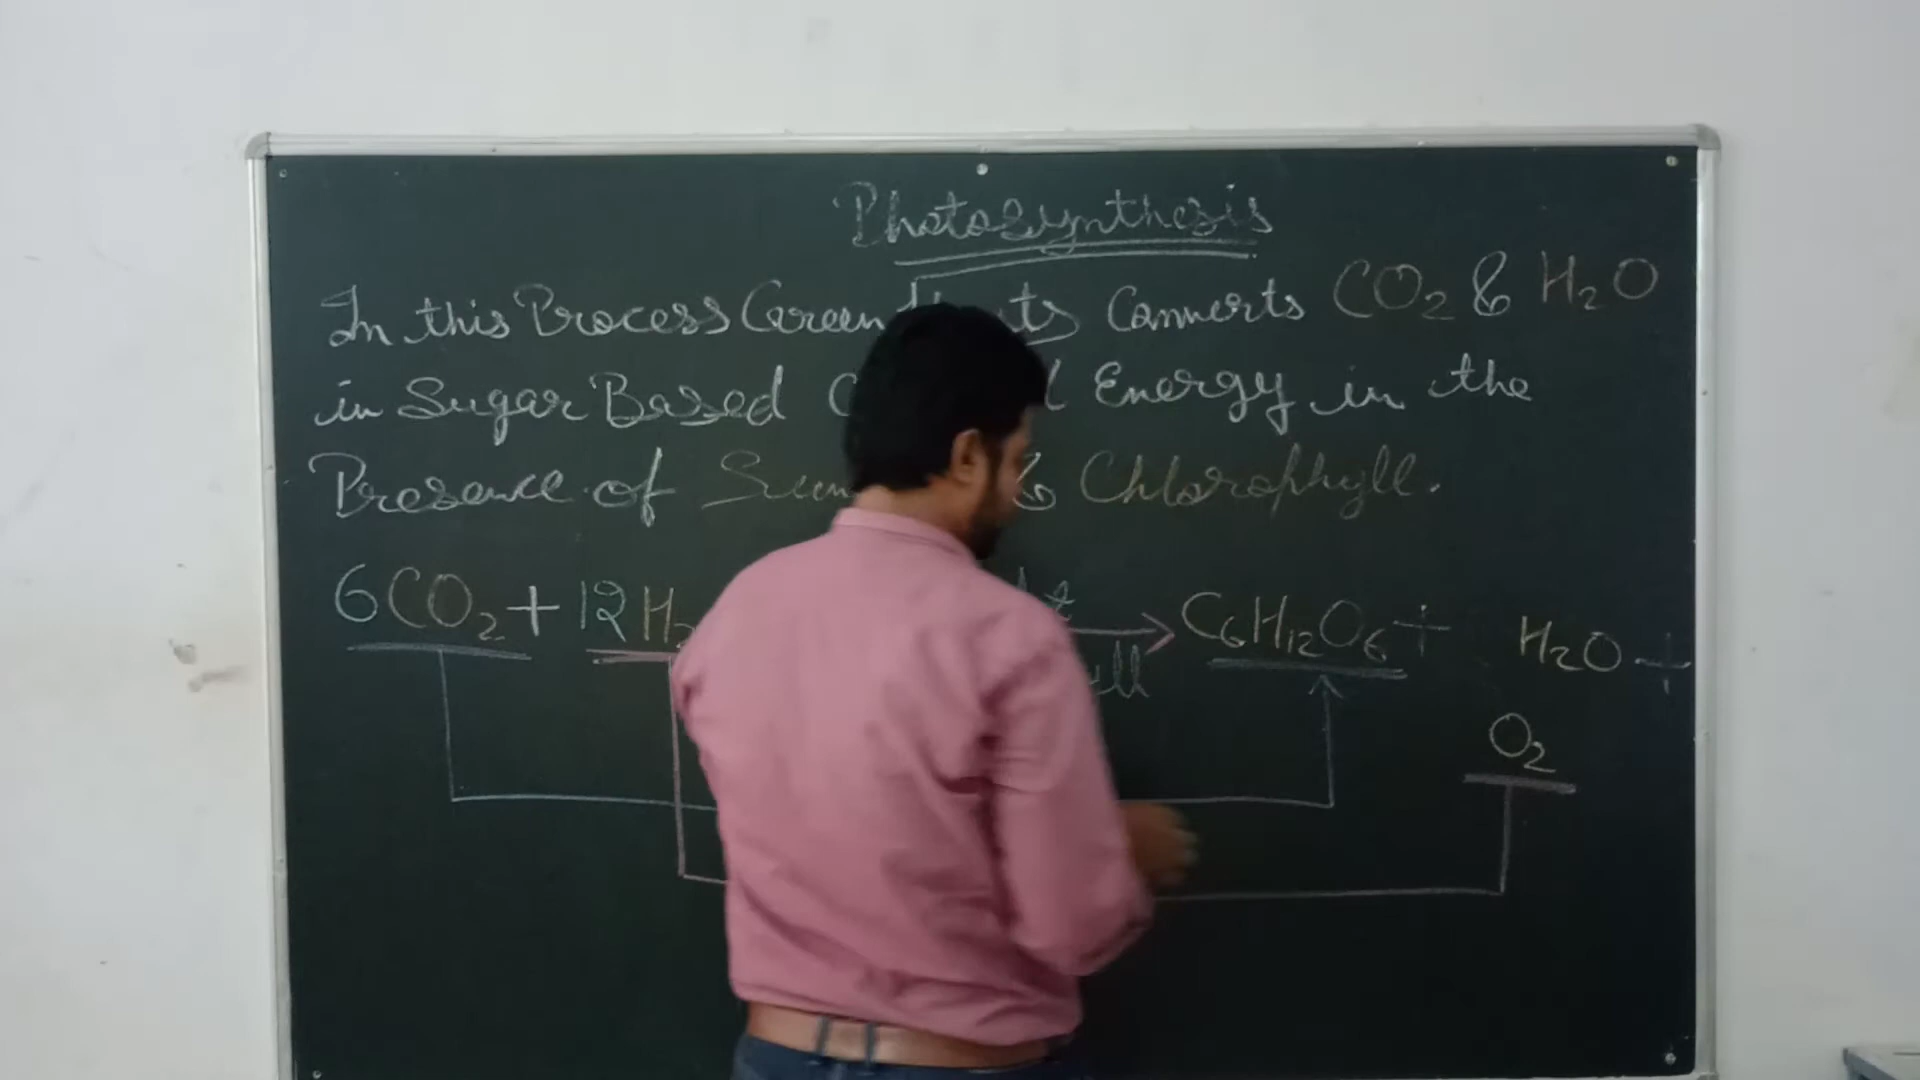 Photosynthesis
In this Process Green Converts CO2 & H2O
in Sugar Based Energy in the
Presence of & Chlorophyll.
6CO2 + 12H2 → C6H12O6 + H2O +
O2